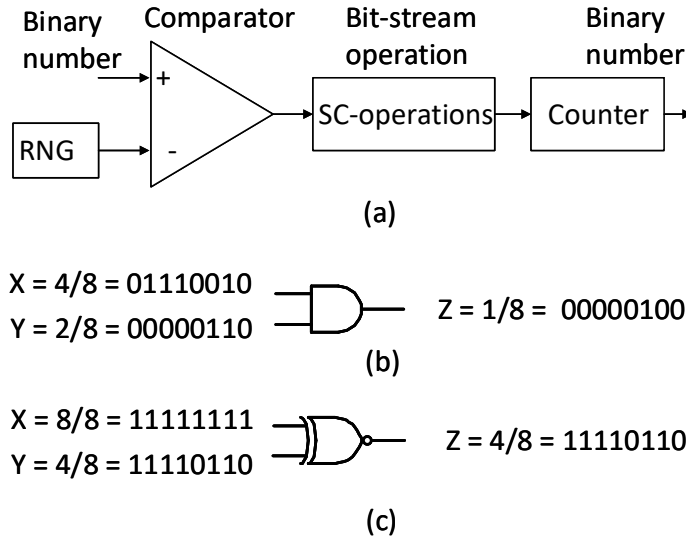 Binary number
Comparator
Bit-stream operation
Binary number
+
RNG
-
SC-operations
Counter
(a)
X = 4/8 = 01110010
Y = 2/8 = 00000110
Z = 1/8 = 00000100
(b)
X = 8/8 = 11111111
Y = 4/8 = 11110110
Z = 4/8 = 11110110
(c)